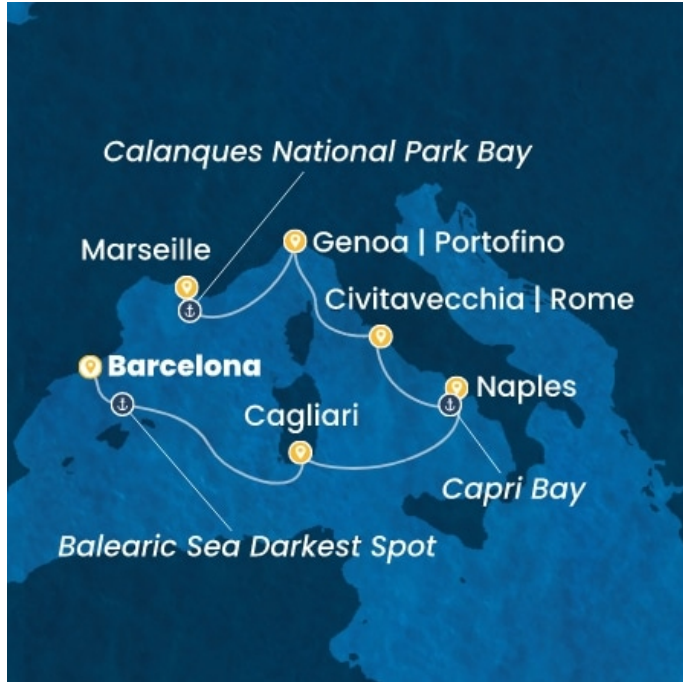 Calanques National Park Bay
Marseille
Genoa | Portofino
Civitavecchia | Rome
Barcelona
Naples
Cagliari
Capri Bay
Balearic Sea Darkest Spot